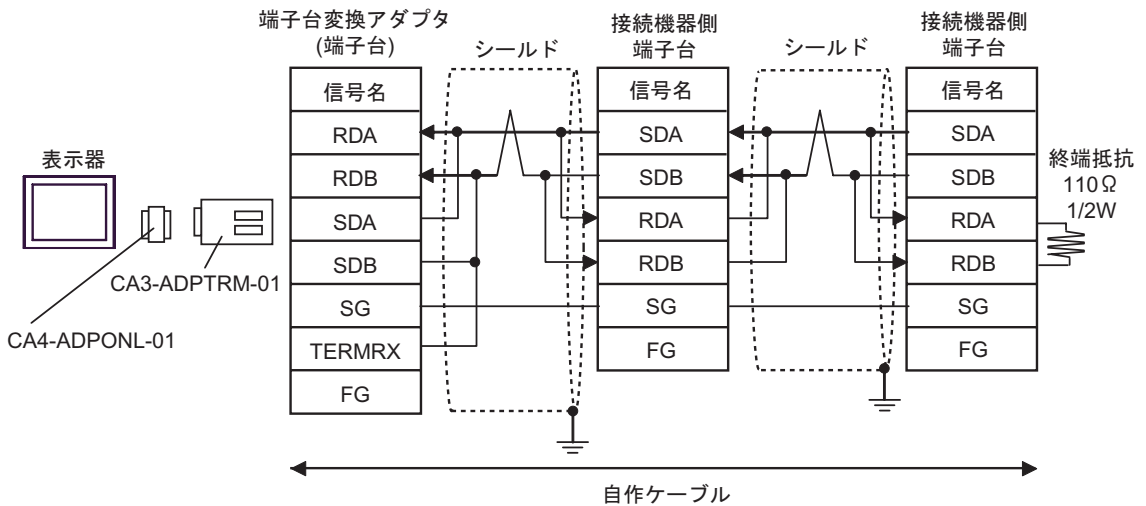 端子台変換アダプタ
(端子台)
シールド
接続機器側
端子台
シールド
接続機器側
端子台
表示器
CA3-ADPTRM-01
CA4-ADPONL-01
信号名
RDA
RDB
SDA
SDB
SG
TERMRX
FG
信号名
SDA
SDB
RDA
RDB
SG
FG
信号名
SDA
SDB
RDA
RDB
SG
FG
終端抵抗
110Ω
1/2W
自作ケーブル